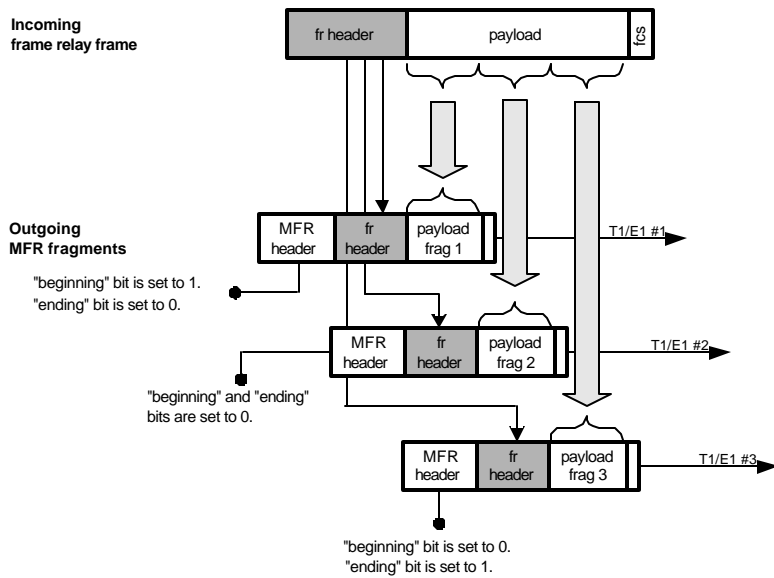 Incoming
frame relay frame
fr header
payload
fcs
Outgoing
MFR fragments
MFR
header
fr
header
payload
frag 1
T1/E1 #1
"beginning" bit is set to 1.
"ending" bit is set to 0.
MFR
header
fr
header
payload
frag 2
T1/E1 #2
"beginning" and "ending"
bits are set to 0.
MFR
header
fr
header
payload
frag 3
T1/E1 #3
"beginning" bit is set to 0.
"ending" bit is set to 1.